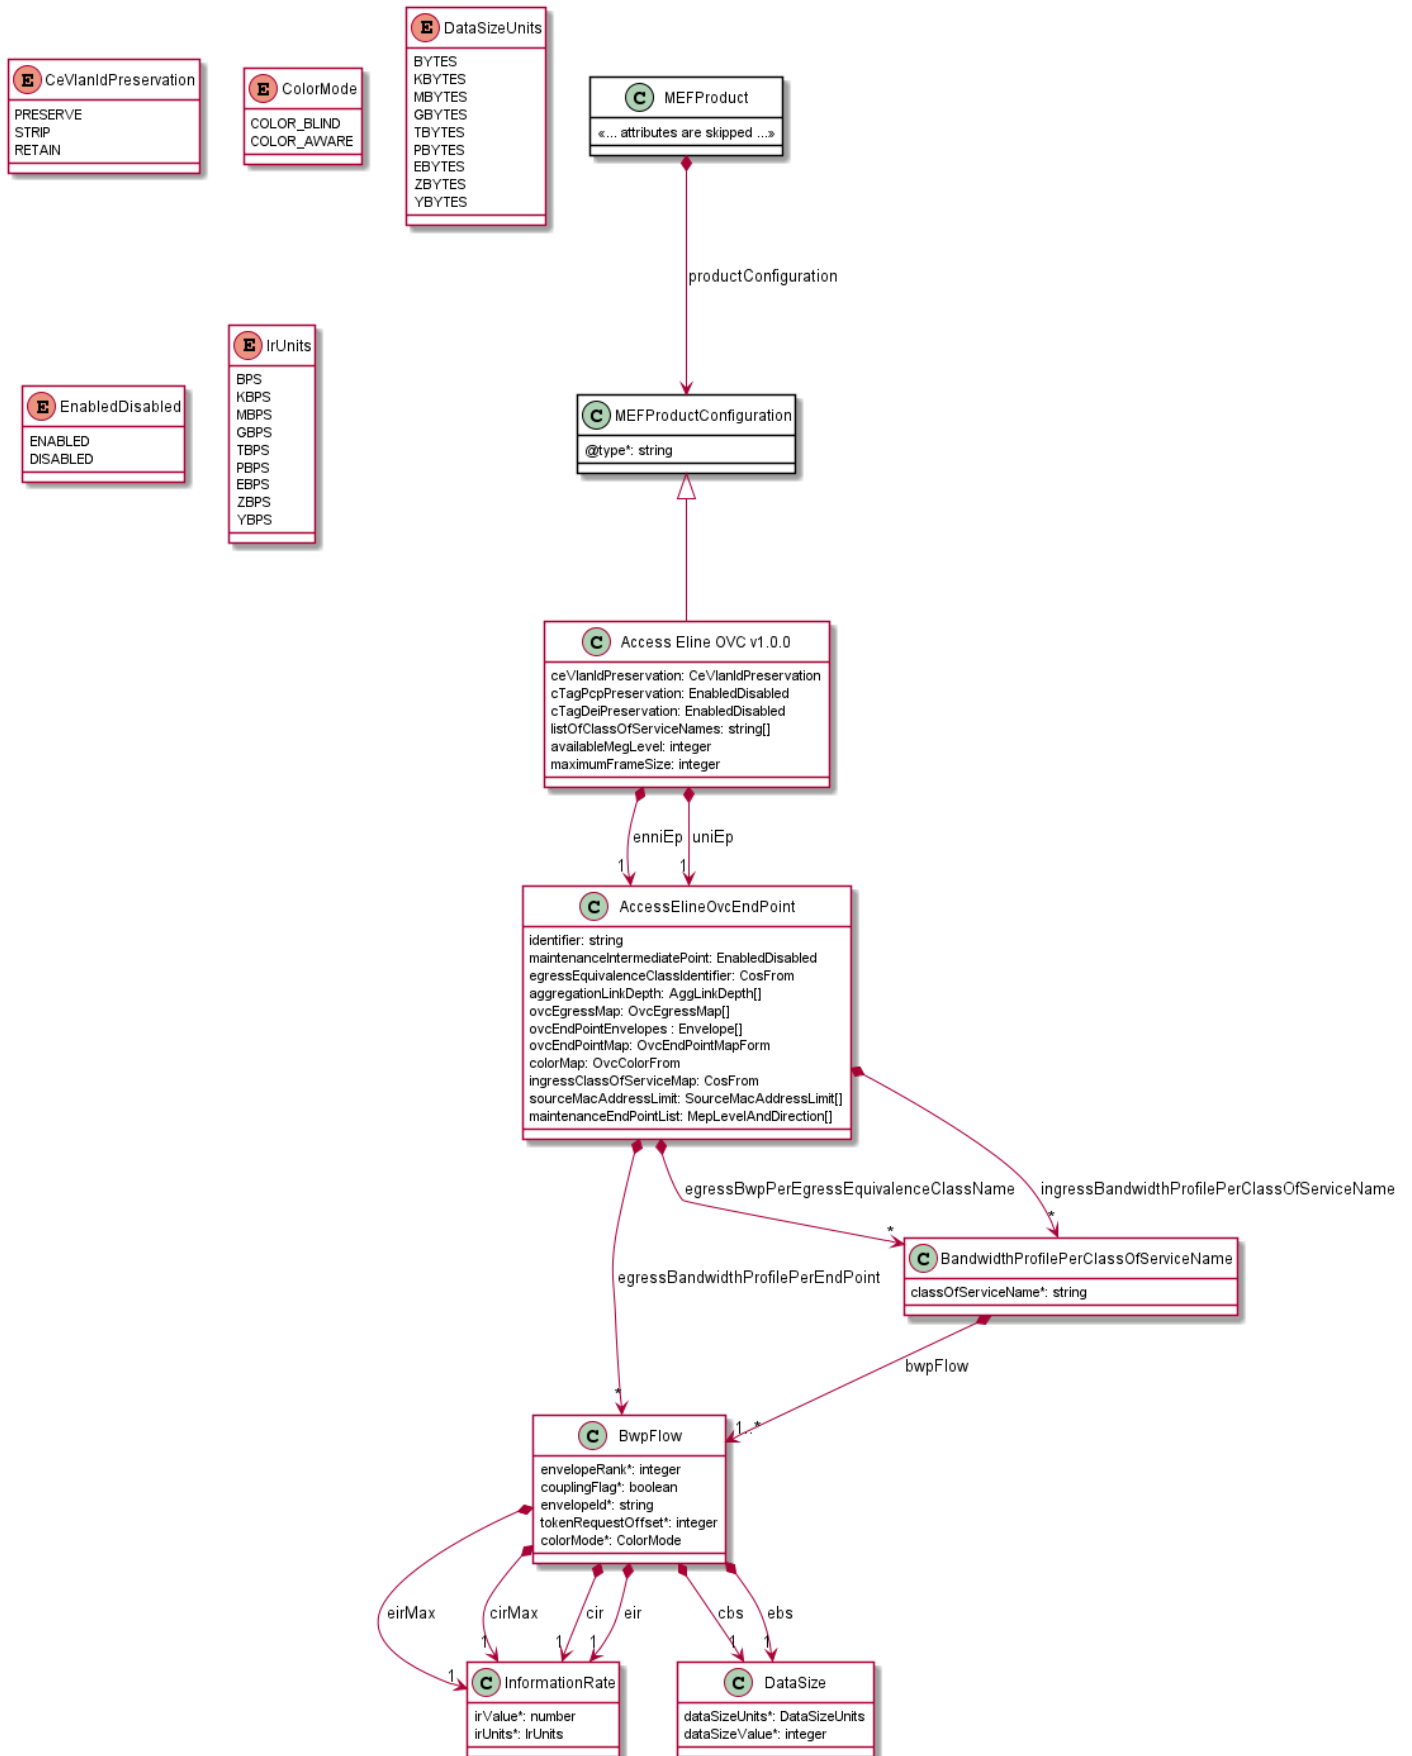 E CeVlanIdPreservation
PRESERVE
STRIP
RETAIN
E ColorMode
COLOR_BLIND
COLOR_AWARE
E DataSizeUnits
BYTES
KBYTES
MBYTES
GBYTES
TBYTES
PBYTES
EBYTES
ZBYTES
YBYTES
C MEFProduct
«... attributes are skipped ...»
productConfiguration
E EnabledDisabled
ENABLED
DISABLED
E IrUnits
BPS
KBPS
MBPS
GBPS
TBPS
PBPS
EBPS
ZBPS
YBPS
C MEFProductConfiguration
@type*: string
C Access Eline OVC v1.0.0
ceVlanIdPreservation: CeVlanIdPreservation
cTagPcpPreservation: EnabledDisabled
cTagDeiPreservation: EnabledDisabled
listOfClassOfServiceNames: string[]
availableMegLevel: integer
maximumFrameSize: integer
enniEp
uniEp
1
1
C AccessElineOvcEndPoint
identifier: string
maintenanceIntermediatePoint: EnabledDisabled
egressEquivalenceClassIdentifier: CosFrom
aggregationLinkDepth: AggLinkDepth[]
ovcEgressMap: OvcEgressMap[]
ovcEndPointEnvelopes : Envelope[]
ovcEndPointMap: OvcEndPointMapForm
colorMap: OvcColorFrom
ingressClassOfServiceMap: CosFrom
sourceMacAddressLimit: SourceMacAddressLimit[]
maintenanceEndPointList: MepLevelAndDirection[]
egressBwpPerEgressEquivalenceClassName
ingressBandwidthProfilePerClassOfServiceName
*
*
egressBandwidthProfilePerEndPoint
C BandwidthProfilePerClassOfServiceName
classOfServiceName*: string
bwpFlow
*
1..*
C BwpFlow
envelopeRank*: integer
couplingFlag*: boolean
envelopeId*: string
tokenRequestOffset*: integer
colorMode*: ColorMode
eirMax
cirMax
cir
eir
cbs
ebs
1
1
1
1
1
1
C InformationRate
irValue*: number
irUnits*: IrUnits
C DataSize
dataSizeUnits*: DataSizeUnits
dataSizeValue*: integer